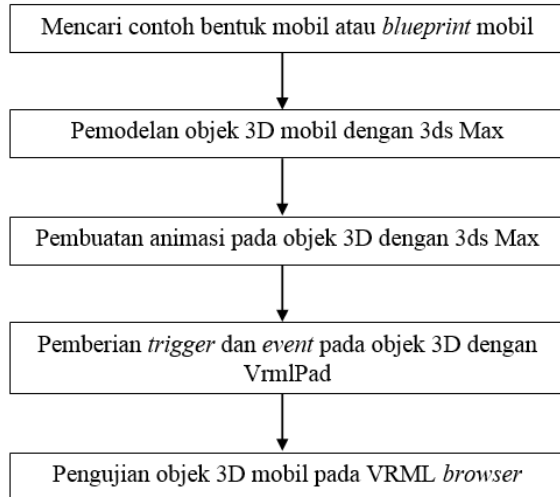 Mencari contoh bentuk mobil atau blueprint mobil
Pemodelan objek 3D mobil dengan 3ds Max
Pembuatan animasi pada objek 3D dengan 3ds Max
Pemberian trigger dan event pada objek 3D dengan
VrmlPad
Pengujian objek 3D mobil pada VRML browser